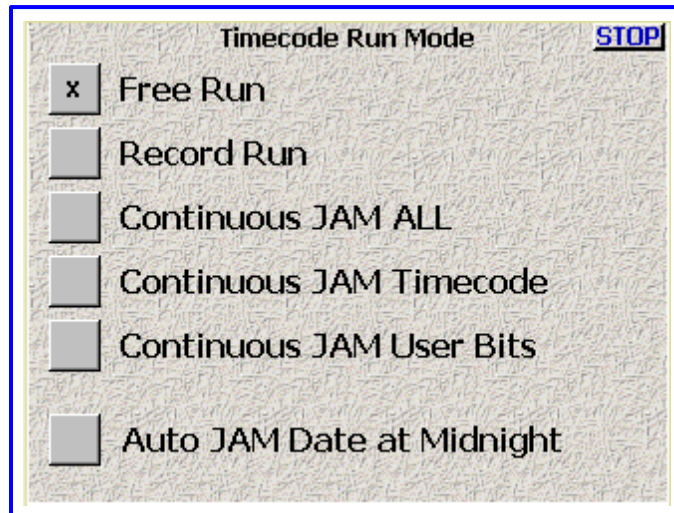 Timecode Run Mode STOP
x Free Run
Record Run
Continuous JAM ALL
Continuous JAM Timecode
Continuous JAM User Bits
Auto JAM Date at Midnight